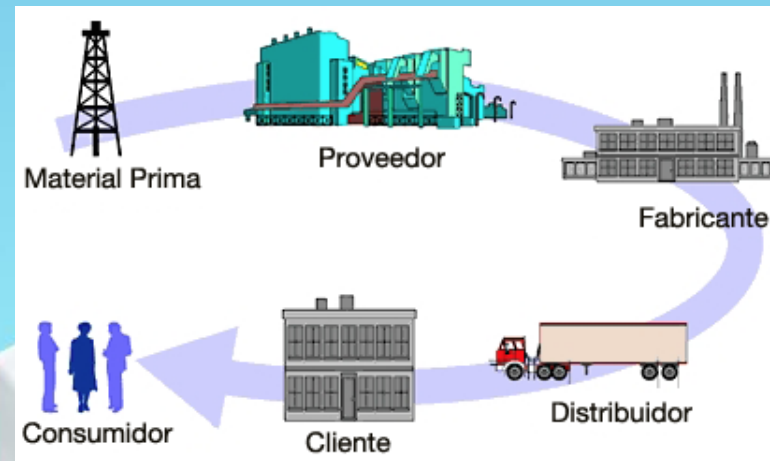 Material Prima
Proveedor
Fabricante
Distribuidor
Cliente
Consumidor